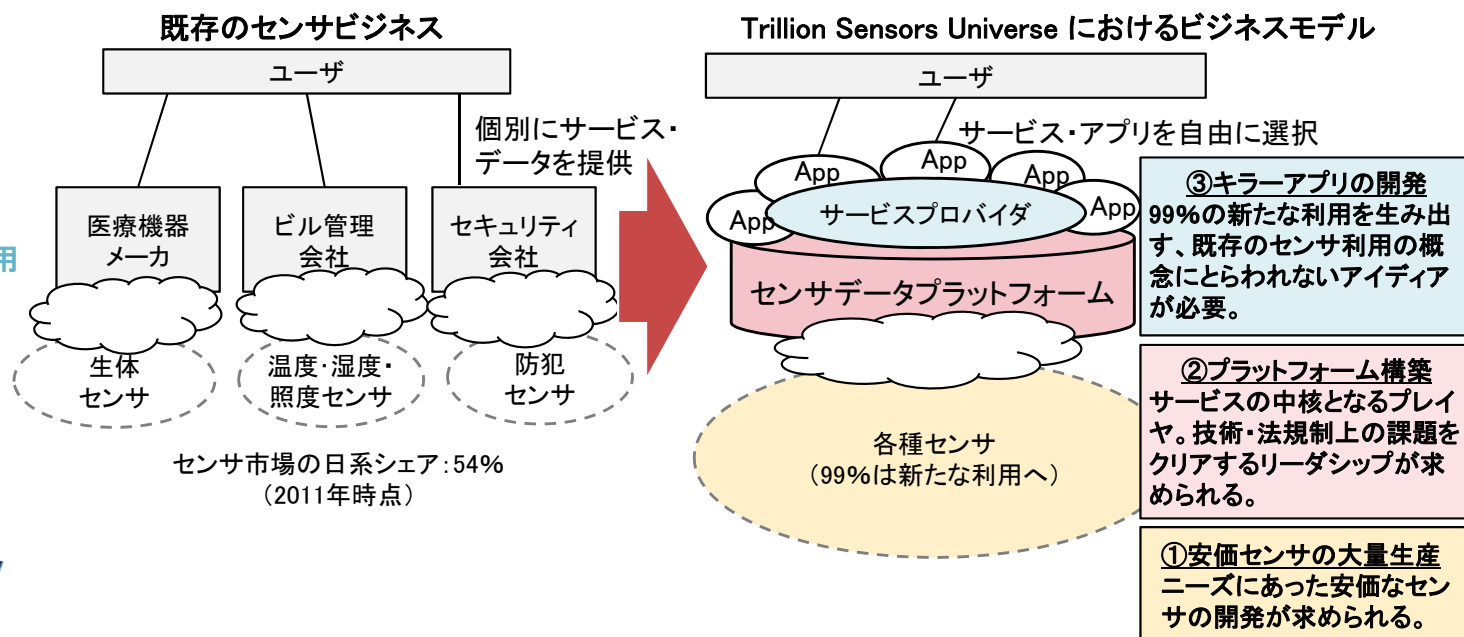 既存のセンサビジネス
ユーザ
個別にサービス・
データを提供
医療機器
メーカ
ビル管理
会社
セキュリティ
会社
用
生体
センサ
温度・湿度・
照度センサ
防犯
センサ
センサ市場の日系シェア：54%
（2011年時点）
Trillion Sensors Universe におけるビジネスモデル
ユーザ
サービス・アプリを自由に選択
App
App
App
App
App
サービスプロバイダ
センサデータプラットフォーム
各種センサ
（99%は新たな利用へ）
③キラーアプリの開発
99%の新たな利用を生み出
す、既存のセンサ利用の概
念にとらわれないアイディア
が必要。
②プラットフォーム構築
サービスの中核となるプレイ
ヤ。技術・法規制上の課題を
クリアするリーダシップが求
められる。
①安価センサの大量生産
ニーズにあった安価なセン
サの開発が求められる。